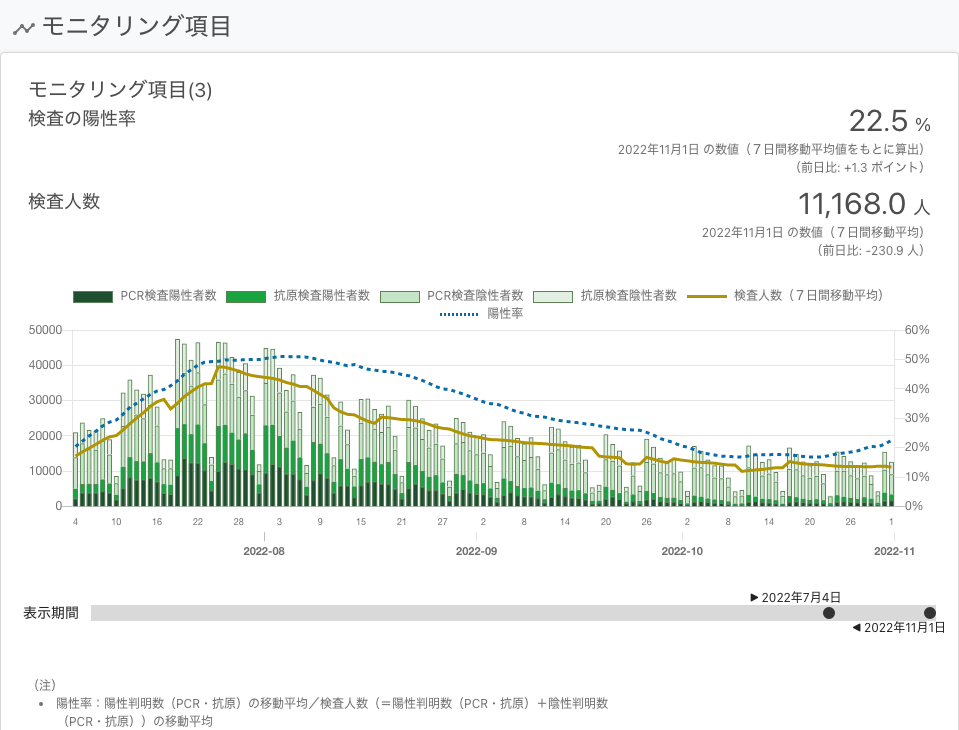 モニタリング項目
モニタリング項目(3)
検査の陽性率
22.5 %
2022年11月1日 の数値（７日間移動平均値をもとに算出）
（前日比: +1.3 ポイント）
検査人数
11,168.0 人
2022年11月1日 の数値（７日間移動平均）
（前日比: -230.9 人）
PCR検査陽性者数 抗原検査陽性者数 PCR検査陰性者数 抗原検査陰性者数 検査人数（７日間移動平均）
陽性率
50000 60%
50%
40000
40%
30000
30%
20000
20%
10000
10%
0 0%
4 10 16 22 28 3 9 15 21 27 2 8 14 20 26 2 8 14 20 26 1
2022-08 2022-09 2022-10 2022-11
▶ 2022年7月4日
表示期間
◀ 2022年11月1日
（注）
• 陽性率：陽性判明数（PCR・抗原）の移動平均／検査人数（＝陽性判明数（PCR・抗原）＋陰性判明数
（PCR・抗原））の移動平均